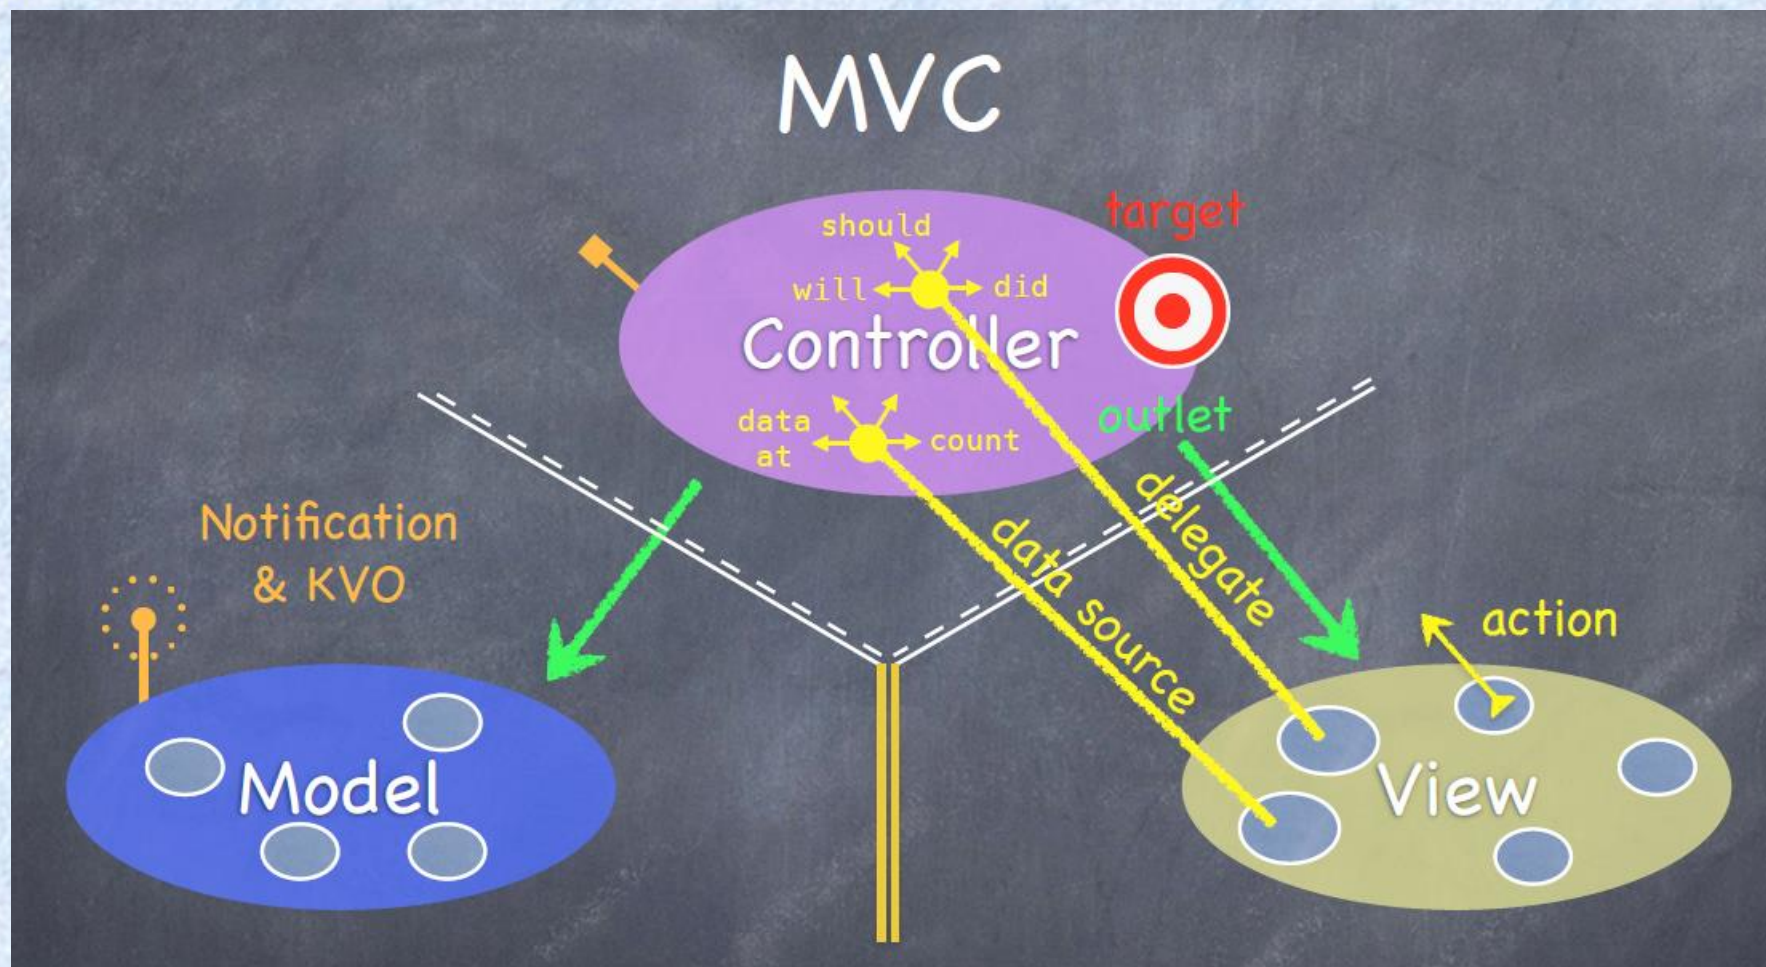 MVC
should
target
will
did
Controller
data
at
count
outlet
delegate
data source
Notification
& KVO
action
Model
View